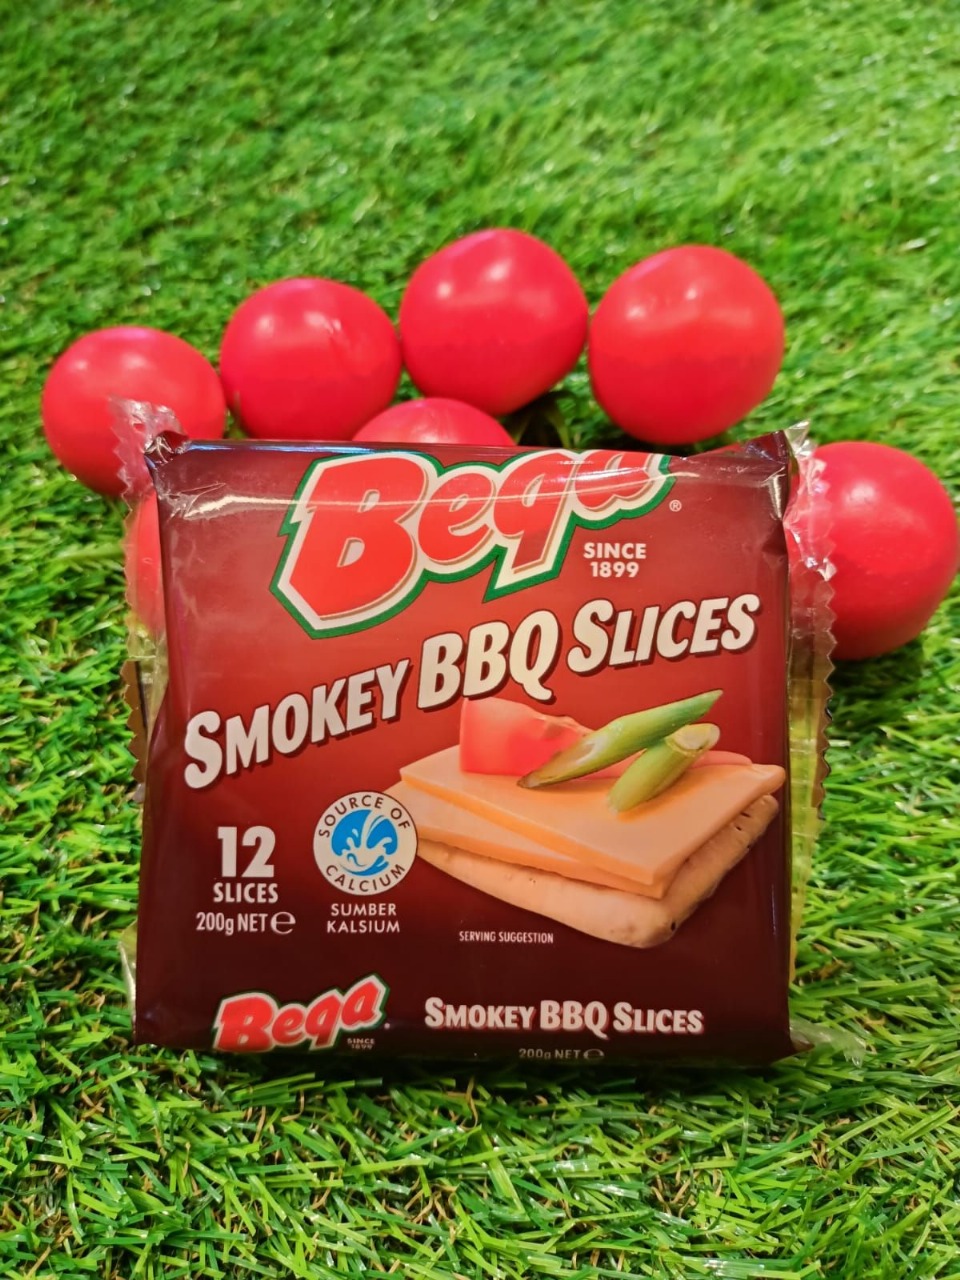 Bega®
SINCE
1899
SMOKEY BBQ SLICES
12
SLICES
200g NET ℮
SOURCE OF
CALCIUM
SUMBER
KALSIUM
SERVING SUGGESTION
Bega
SINCE
1899
SMOKEY BBQ SLICES
200g NET ℮